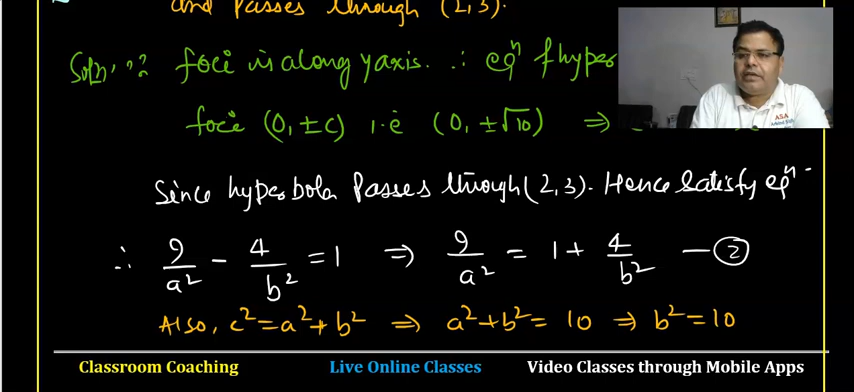 and Passes through (2,3).
Soln. ∵ foci is along y axis. ∴ eqⁿ f hyper
foci (0, ±c) i.e (0, ±√10) ⇒
ASA
Since hyperbola Passes through (2,3). Hence Satisfy eqⁿ -
∴ 9/a² - 4/b² = 1 ⇒ 9/a² = 1 + 4/b² — ②
Also, c² = a² + b² ⇒ a² + b² = 10 ⇒ b² = 10
Classroom Coaching Live Online Classes Video Classes through Mobile Apps